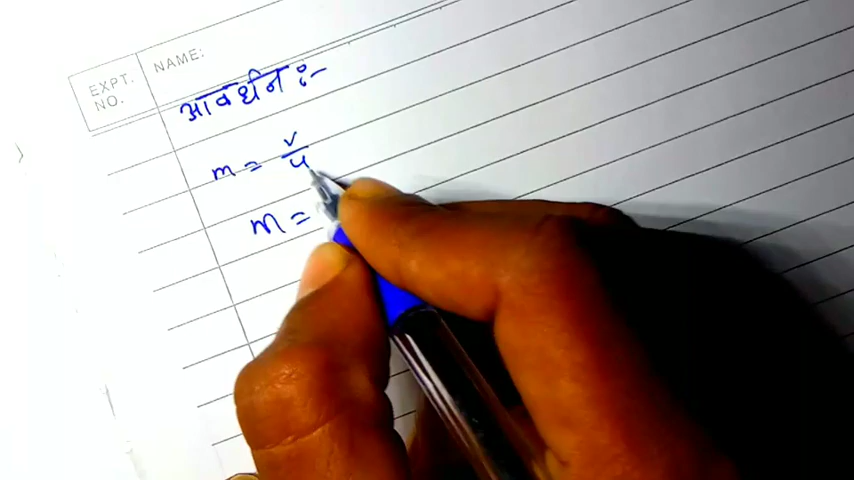 EXPT. NO.
NAME:
आवर्धन :-
m = v/u
m =